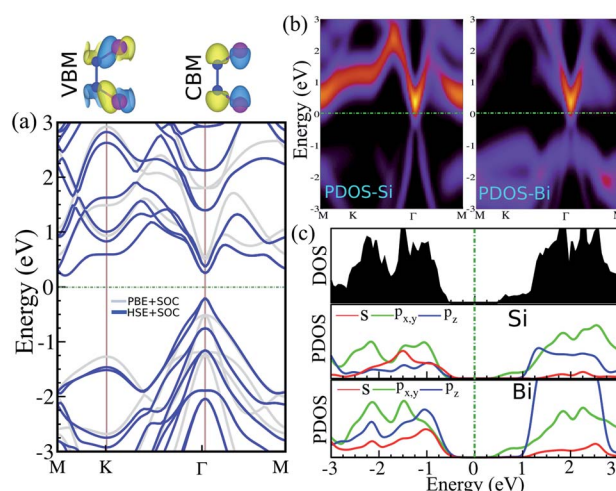 VBM
CBM
(a)
Energy (eV)
3
2
1
0
-1
-2
-3
PBE+SOC
HSE+SOC
M
K
Γ
M
(b)
Energy (eV)
3
2
1
0
-1
-2
-3
PDOS-Si
PDOS-Bi
M
K
Γ
M
M
K
Γ
(c)
DOS
PDOS
s
px,y
pz
Si
PDOS
s
px,y
pz
Bi
-3 -2 -1 0 1 2 3
Energy (eV)